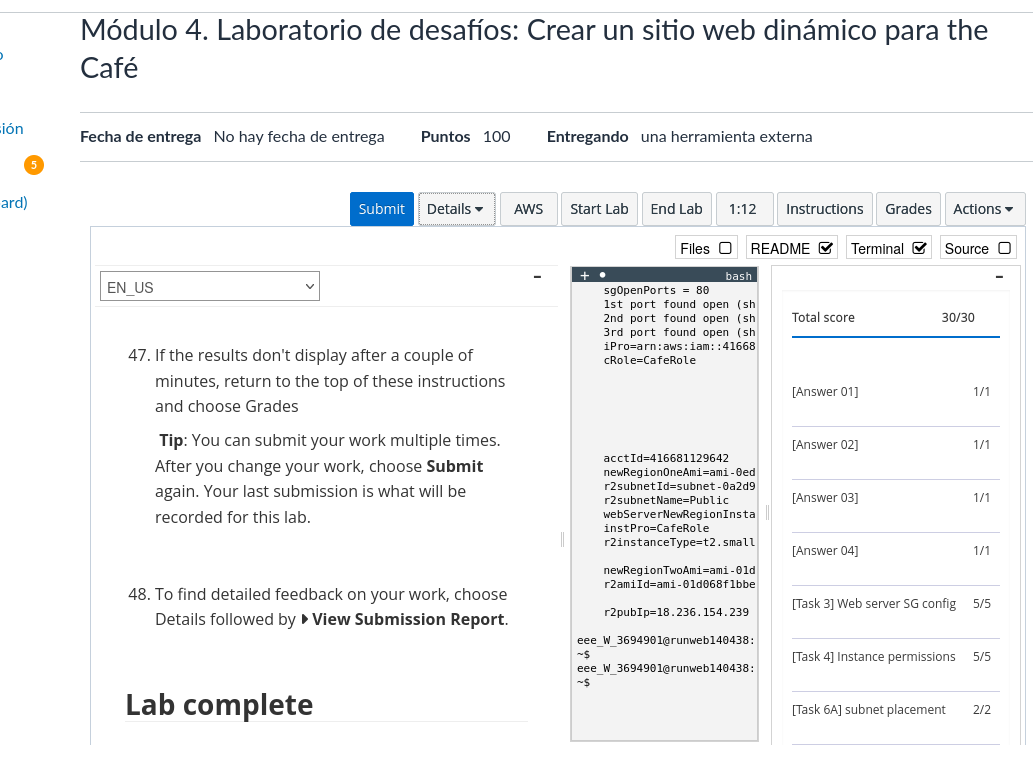 Módulo 4. Laboratorio de desafíos: Crear un sitio web dinámico para the
Café
o
sión
5
ard)
Fecha de entrega No hay fecha de entrega Puntos 100 Entregando una herramienta externa
Submit Details AWS Start Lab End Lab 1:12 Instructions Grades Actions
Files README Terminal Source
EN_US
47. If the results don't display after a couple of
minutes, return to the top of these instructions
and choose Grades
Tip: You can submit your work multiple times.
After you change your work, choose Submit
again. Your last submission is what will be
recorded for this lab.
48. To find detailed feedback on your work, choose
Details followed by View Submission Report.
Lab complete
bash
sgOpenPorts = 80
1st port found open (sh
2nd port found open (sh
3rd port found open (sh
iPro=arn:aws:iam::41668
cRole=CafeRole
acctId=416681129642
newRegionOneAmi=ami-0ed
r2subnetId=subnet-0a2d9
r2subnetName=Public
webServerNewRegionInsta
instPro=CafeRole
r2instanceType=t2.small
newRegionTwoAmi=ami-01d
r2amiId=ami-01d068f1bbe
r2pubIp=18.236.154.239
eee_W_3694901@runweb140438:
~$
eee_W_3694901@runweb140438:
~$
Total score 30/30
[Answer 01] 1/1
[Answer 02] 1/1
[Answer 03] 1/1
[Answer 04] 1/1
[Task 3] Web server SG config 5/5
[Task 4] Instance permissions 5/5
[Task 6A] subnet placement 2/2